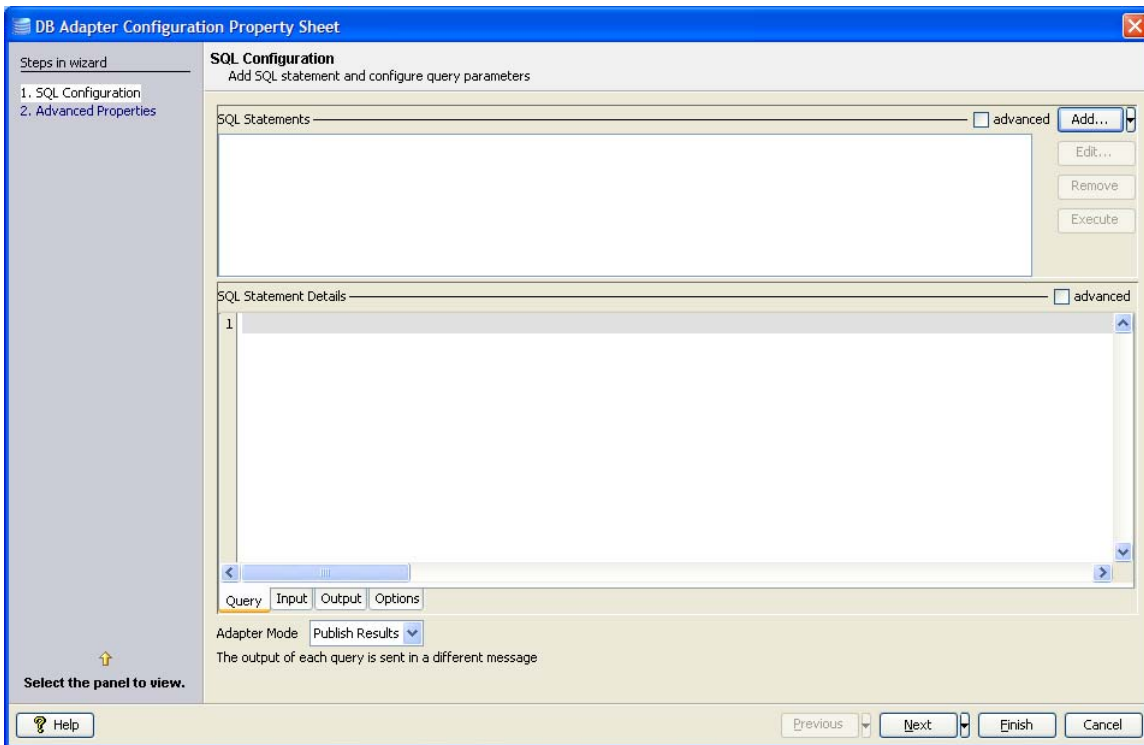 DB Adapter Configuration Property Sheet
Steps in wizard
1. SQL Configuration
2. Advanced Properties
Select the panel to view.
SQL Configuration
Add SQL statement and configure query parameters
SQL Statements
advanced
Add...
Edit...
Remove
Execute
SQL Statement Details
advanced
1
Query Input Output Options
Adapter Mode Publish Results
The output of each query is sent in a different message
Help
Previous Next Finish Cancel